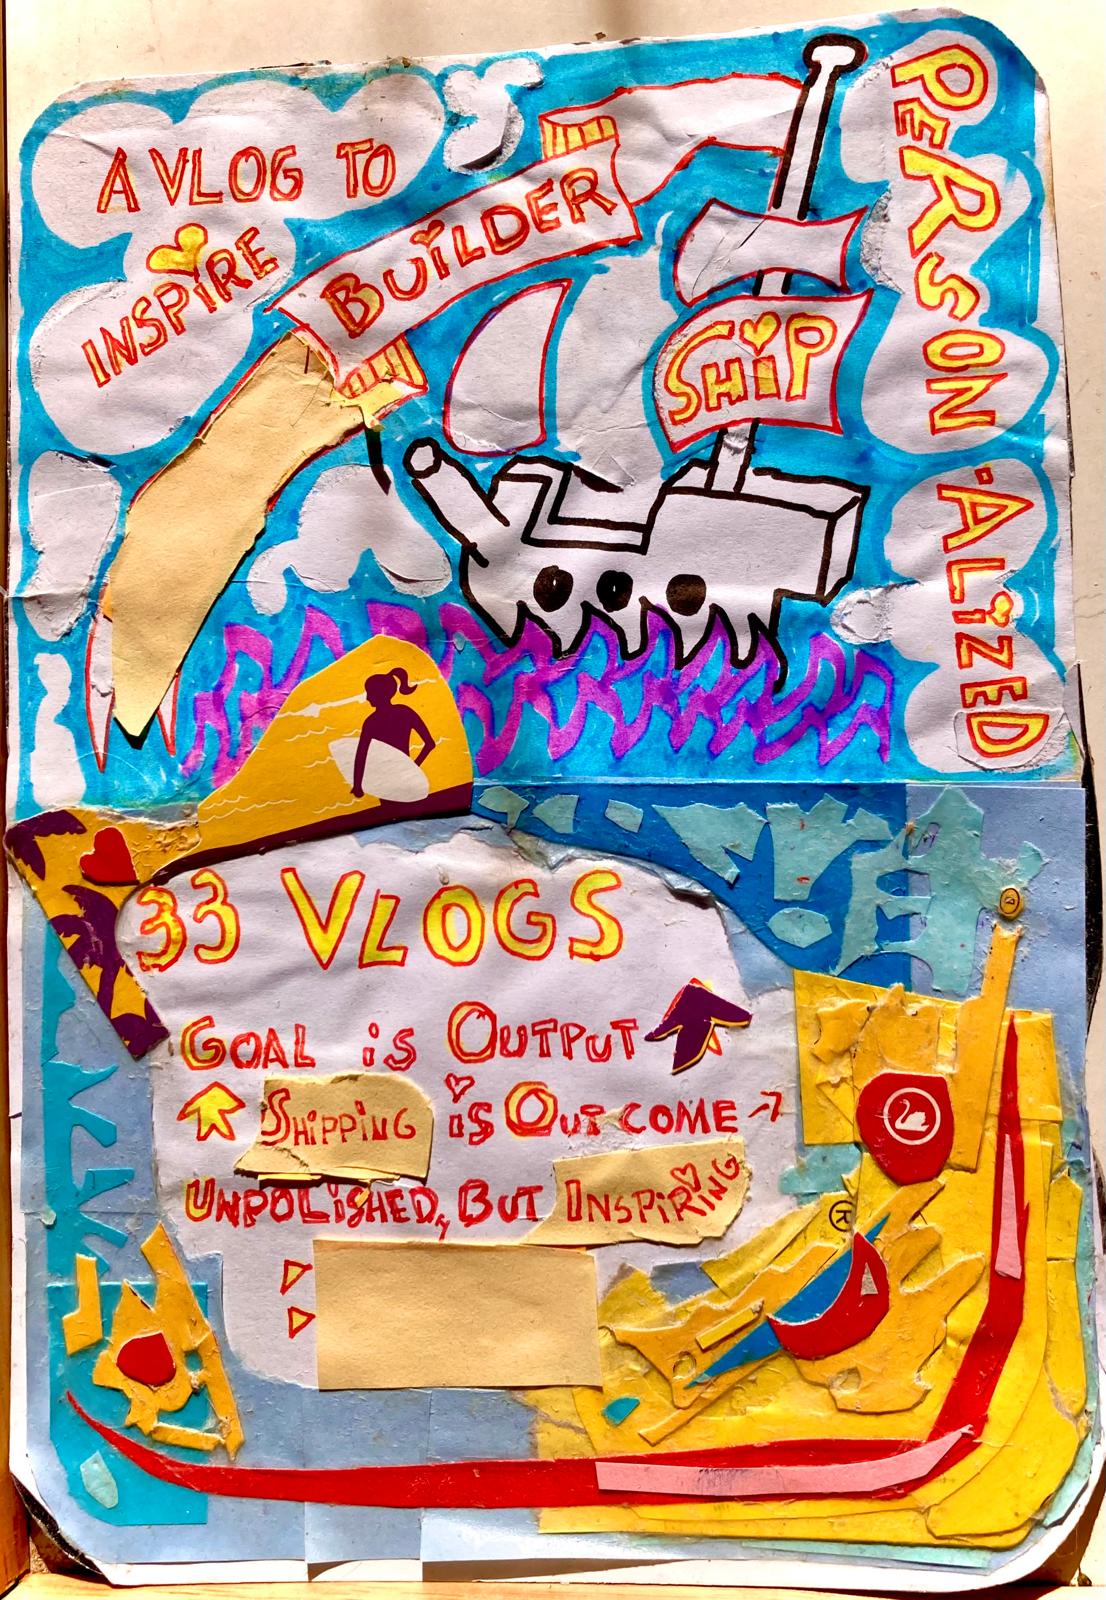 A VLOG TO
INSPIRE
BUILDER
SHIP
PERSON-ALIZED
33 VLOGS
GOAL is OUTPUT
SHIPPING is OUTCOME
UNPOLiSHED, BUT INSPIRING